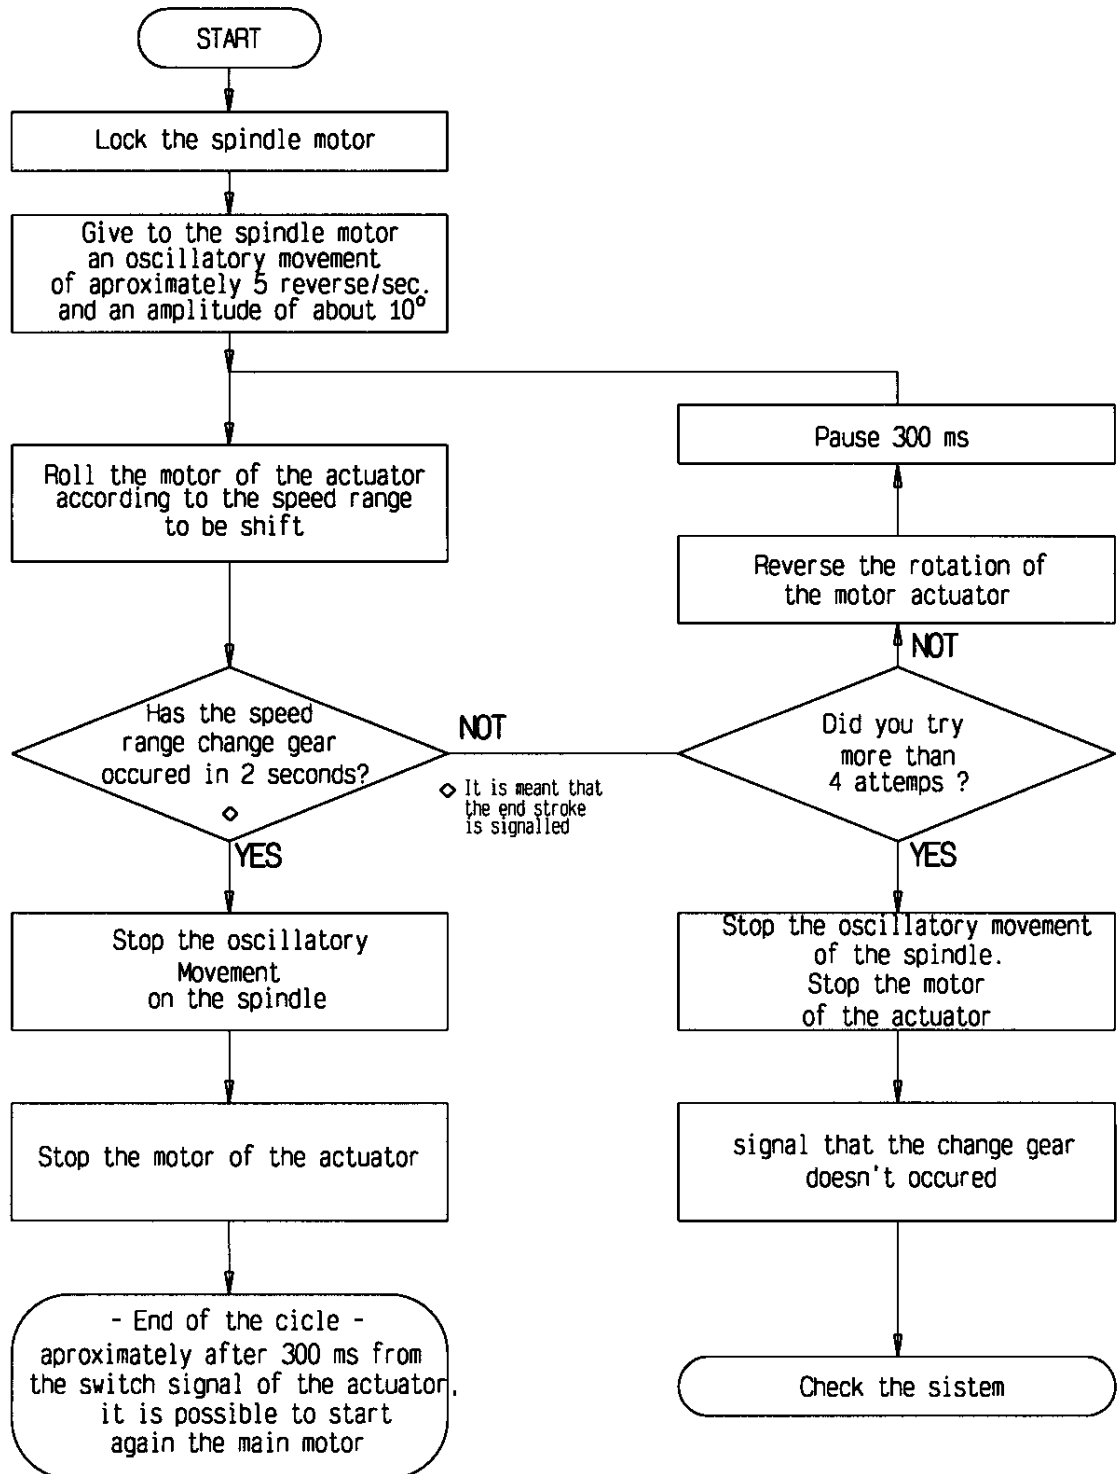 START
Lock the spindle motor
Give to the spindle motor
an oscillatory movement
of aproximately 5 reverse/sec.
and an amplitude of about 10°
Roll the motor of the actuator
according to the speed range
to be shift
Has the speed
range change gear
occured in 2 seconds?
◇
NOT
◇ It is meant that
the end stroke
is signalled
YES
Stop the oscillatory
Movement
on the spindle
Stop the motor of the actuator
- End of the cicle -
aproximately after 300 ms from
the switch signal of the actuator,
it is possible to start
again the main motor
Pause 300 ms
Reverse the rotation of
the motor actuator
NOT
Did you try
more than
4 attemps ?
YES
Stop the oscillatory movement
of the spindle.
Stop the motor
of the actuator
signal that the change gear
doesn't occured
Check the sistem